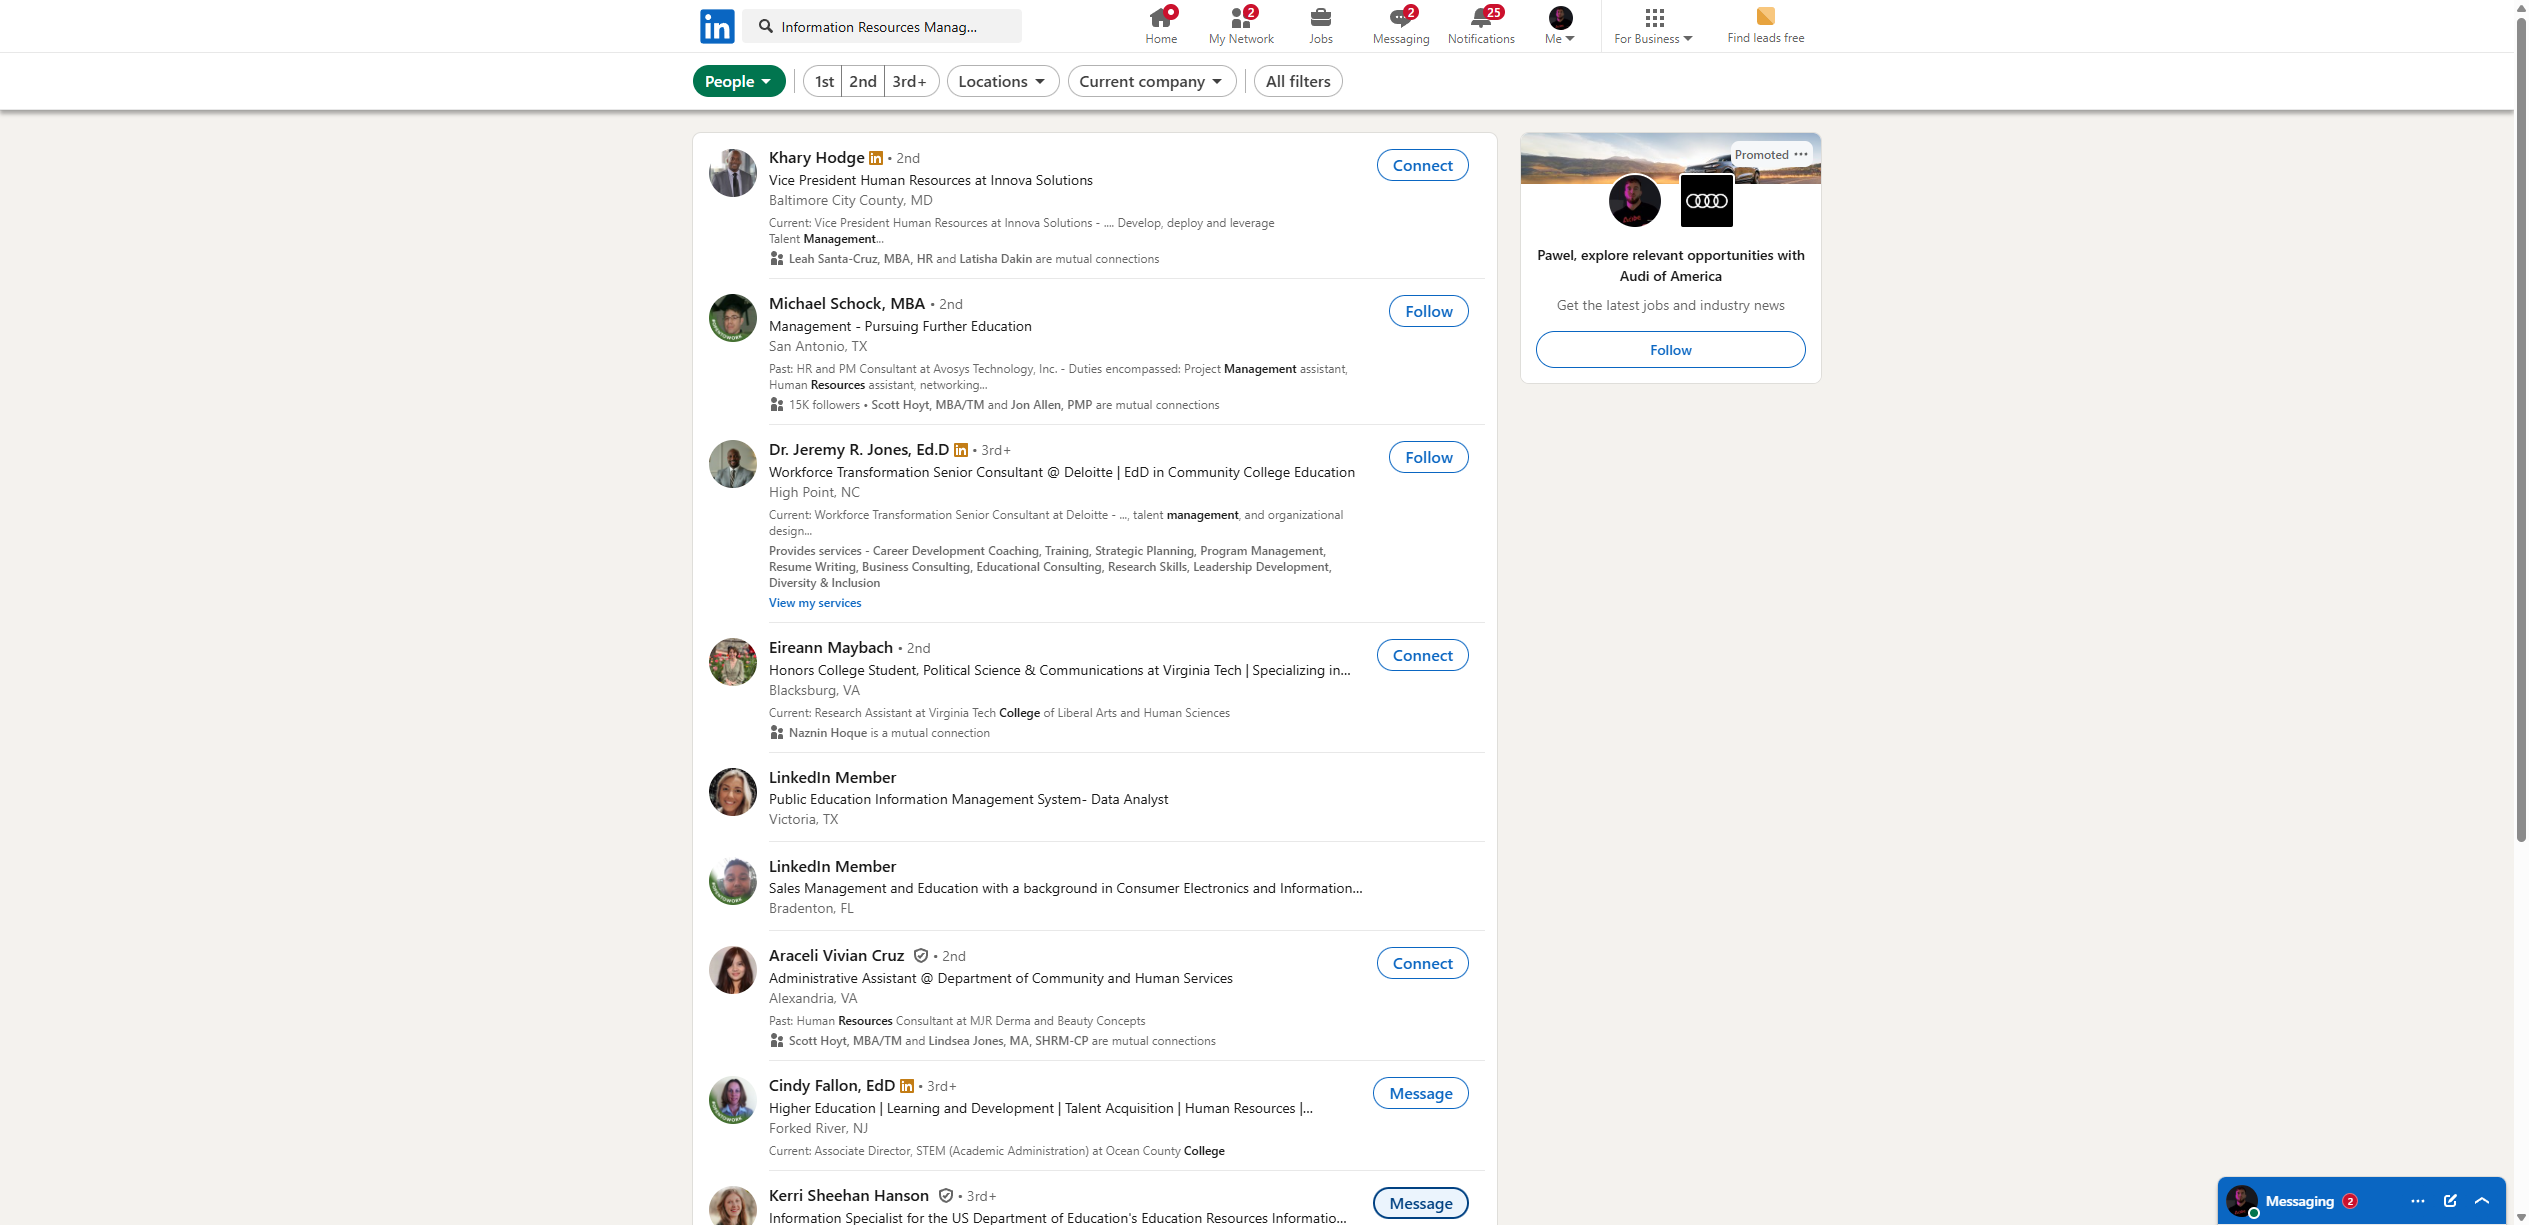 in Information Resources Manag...
Home
2 My Network
Jobs
2 Messaging
25 Notifications
Me
For Business
Find leads free
People 1st 2nd 3rd+ Locations Current company All filters
Khary Hodge in • 2nd
Connect
Vice President Human Resources at Innova Solutions
Baltimore City County, MD
Current: Vice President Human Resources at Innova Solutions - .... Develop, deploy and leverage
Talent Management...
Leah Santa-Cruz, MBA, HR and Latisha Dakin are mutual connections
Michael Schock, MBA • 2nd
Follow
Management - Pursuing Further Education
San Antonio, TX
Past: HR and PM Consultant at Avosys Technology, Inc. - Duties encompassed: Project Management assistant,
Human Resources assistant, networking...
15K followers • Scott Hoyt, MBA/TM and Jon Allen, PMP are mutual connections
Dr. Jeremy R. Jones, Ed.D in • 3rd+
Follow
Workforce Transformation Senior Consultant @ Deloitte | EdD in Community College Education
High Point, NC
Current: Workforce Transformation Senior Consultant at Deloitte - ..., talent management, and organizational
design...
Provides services - Career Development Coaching, Training, Strategic Planning, Program Management,
Resume Writing, Business Consulting, Educational Consulting, Research Skills, Leadership Development,
Diversity & Inclusion
View my services
Eireann Maybach • 2nd
Connect
Honors College Student, Political Science & Communications at Virginia Tech | Specializing in...
Blacksburg, VA
Current: Research Assistant at Virginia Tech College of Liberal Arts and Human Sciences
Naznin Hoque is a mutual connection
LinkedIn Member
Public Education Information Management System- Data Analyst
Victoria, TX
LinkedIn Member
Sales Management and Education with a background in Consumer Electronics and Information...
Bradenton, FL
Araceli Vivian Cruz • 2nd
Connect
Administrative Assistant @ Department of Community and Human Services
Alexandria, VA
Past: Human Resources Consultant at MJR Derma and Beauty Concepts
Scott Hoyt, MBA/TM and Lindsea Jones, MA, SHRM-CP are mutual connections
Cindy Fallon, EdD in • 3rd+
Message
Higher Education | Learning and Development | Talent Acquisition | Human Resources |...
Forked River, NJ
Current: Associate Director, STEM (Academic Administration) at Ocean County College
Kerri Sheehan Hanson • 3rd+
Message
Information Specialist for the US Department of Education's Education Resources Informatio...
Promoted ...
Pawel, explore relevant opportunities with
Audi of America
Get the latest jobs and industry news
Follow
Messaging 2